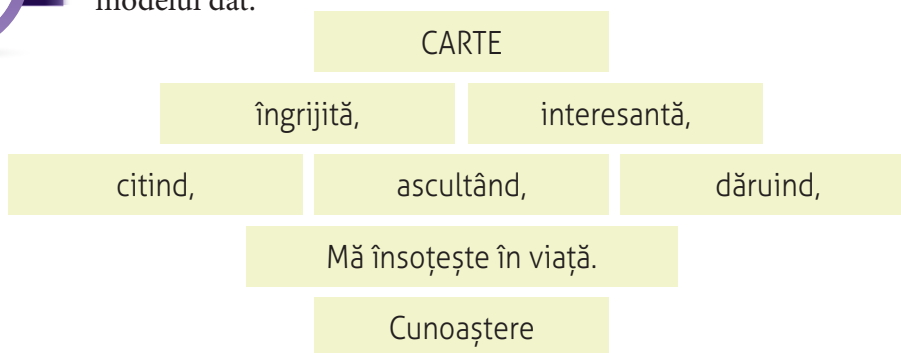 modelul dat.
CARTE
îngrijită, interesantă,
citind, ascultând, dăruind,
Mă însoțește în viață.
Cunoaștere